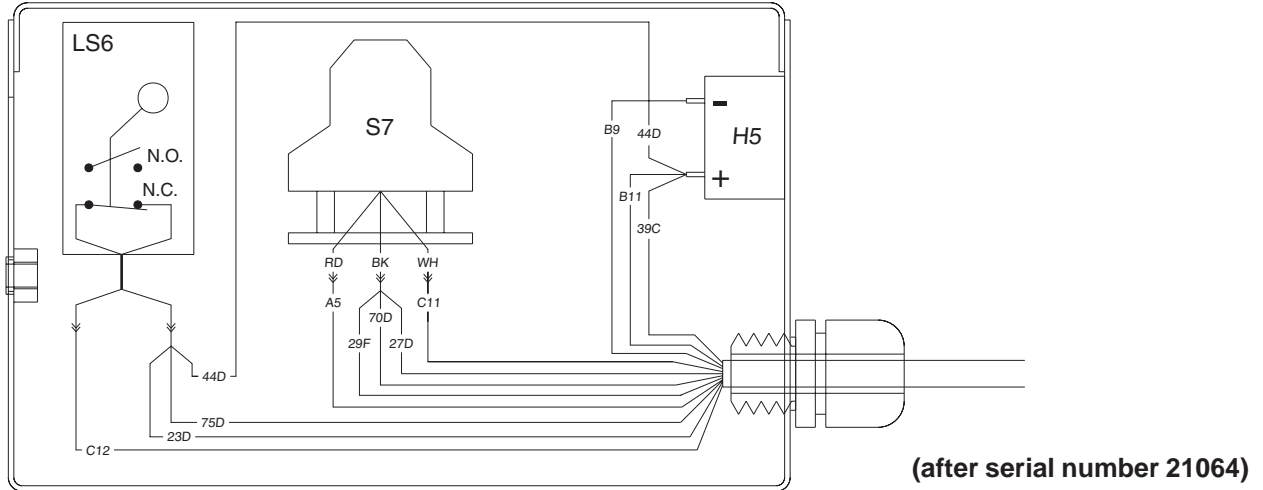 LS6
N.O.
N.C.
S7
H5
-
+
B9
44D
B11
39C
RD
BK
WH
A5
C11
70D
29F
27D
44D
75D
23D
C12
(after serial number 21064)